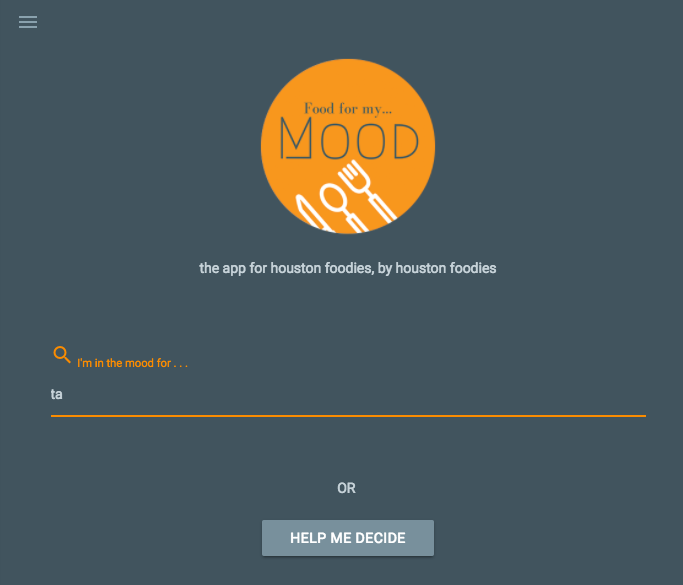 Food for my...
MOOD
the app for houston foodies, by houston foodies
I'm in the mood for . . .
ta
OR
HELP ME DECIDE